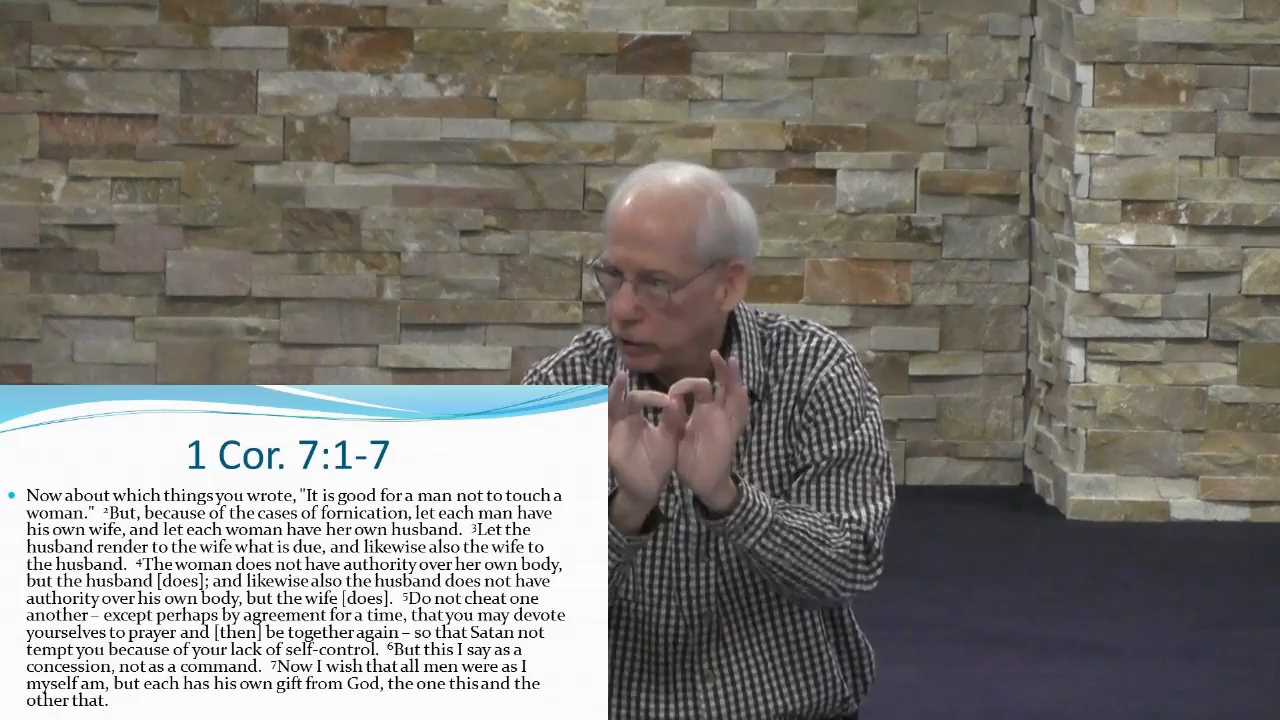 1 Cor. 7:1-7
Now about which things you wrote, "It is good for a man not to touch a
woman." ²But, because of the cases of fornication, let each man have
his own wife, and let each woman have her own husband. ³Let the
husband render to the wife what is due, and likewise also the wife to
the husband. ⁴The woman does not have authority over her own body,
but the husband [does]; and likewise also the husband does not have
authority over his own body, but the wife [does]. ⁵Do not cheat one
another – except perhaps by agreement for a time, that you may devote
yourselves to prayer and [then] be together again – so that Satan not
tempt you because of your lack of self-control. ⁶But this I say as a
concession, not as a command. ⁷Now I wish that all men were as I
myself am, but each has his own gift from God, the one this and the
other that.